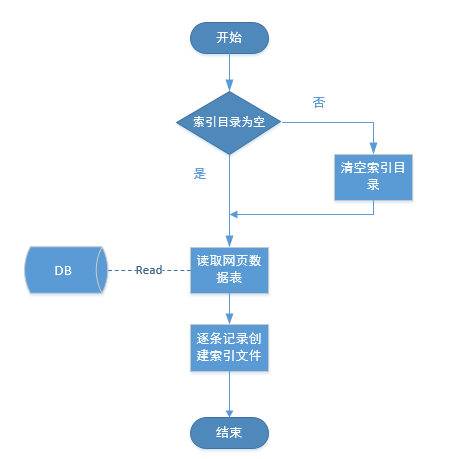 开始
索引目录为空
否
是
清空索引目
录
读取网页数
据表
DB
Read
逐条记录创
建索引文件
结束